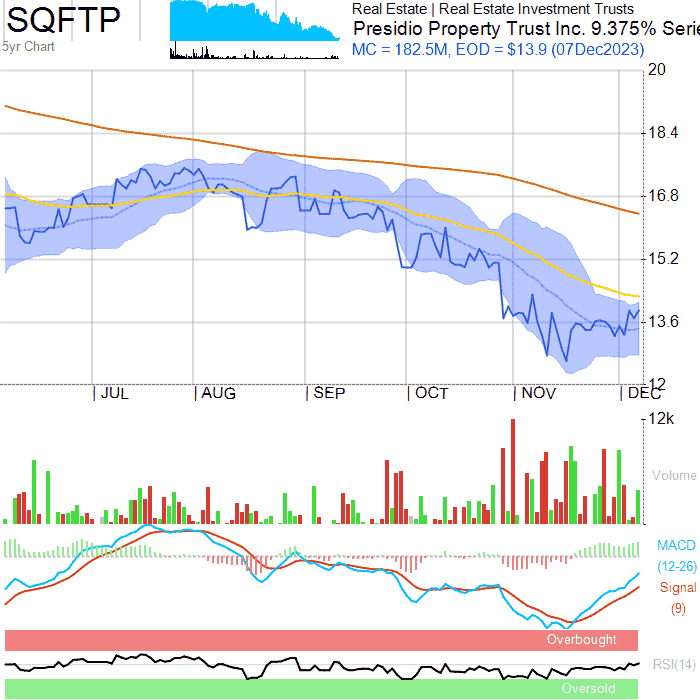 SQFTP
5yr Chart
Real Estate | Real Estate Investment Trusts
Presidio Property Trust Inc. 9.375% Serie
MC = 182.5M, EOD = $13.9 (07Dec2023)
20
18.4
16.8
15.2
13.6
12
JUL
AUG
SEP
OCT
NOV
DEC
12k
Volume
MACD
(12-26)
Signal
(9)
Overbought
RSI(14)
Oversold